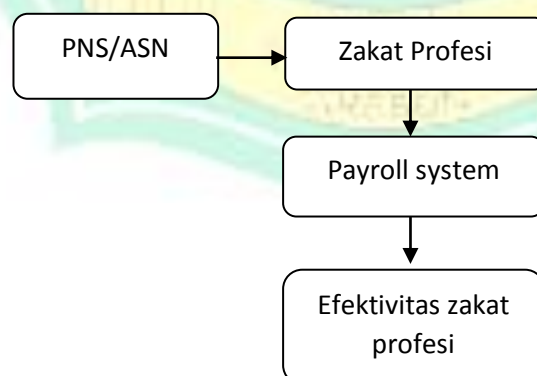 PNS/ASN
Zakat Profesi
Payroll system
Efektivitas zakat
profesi